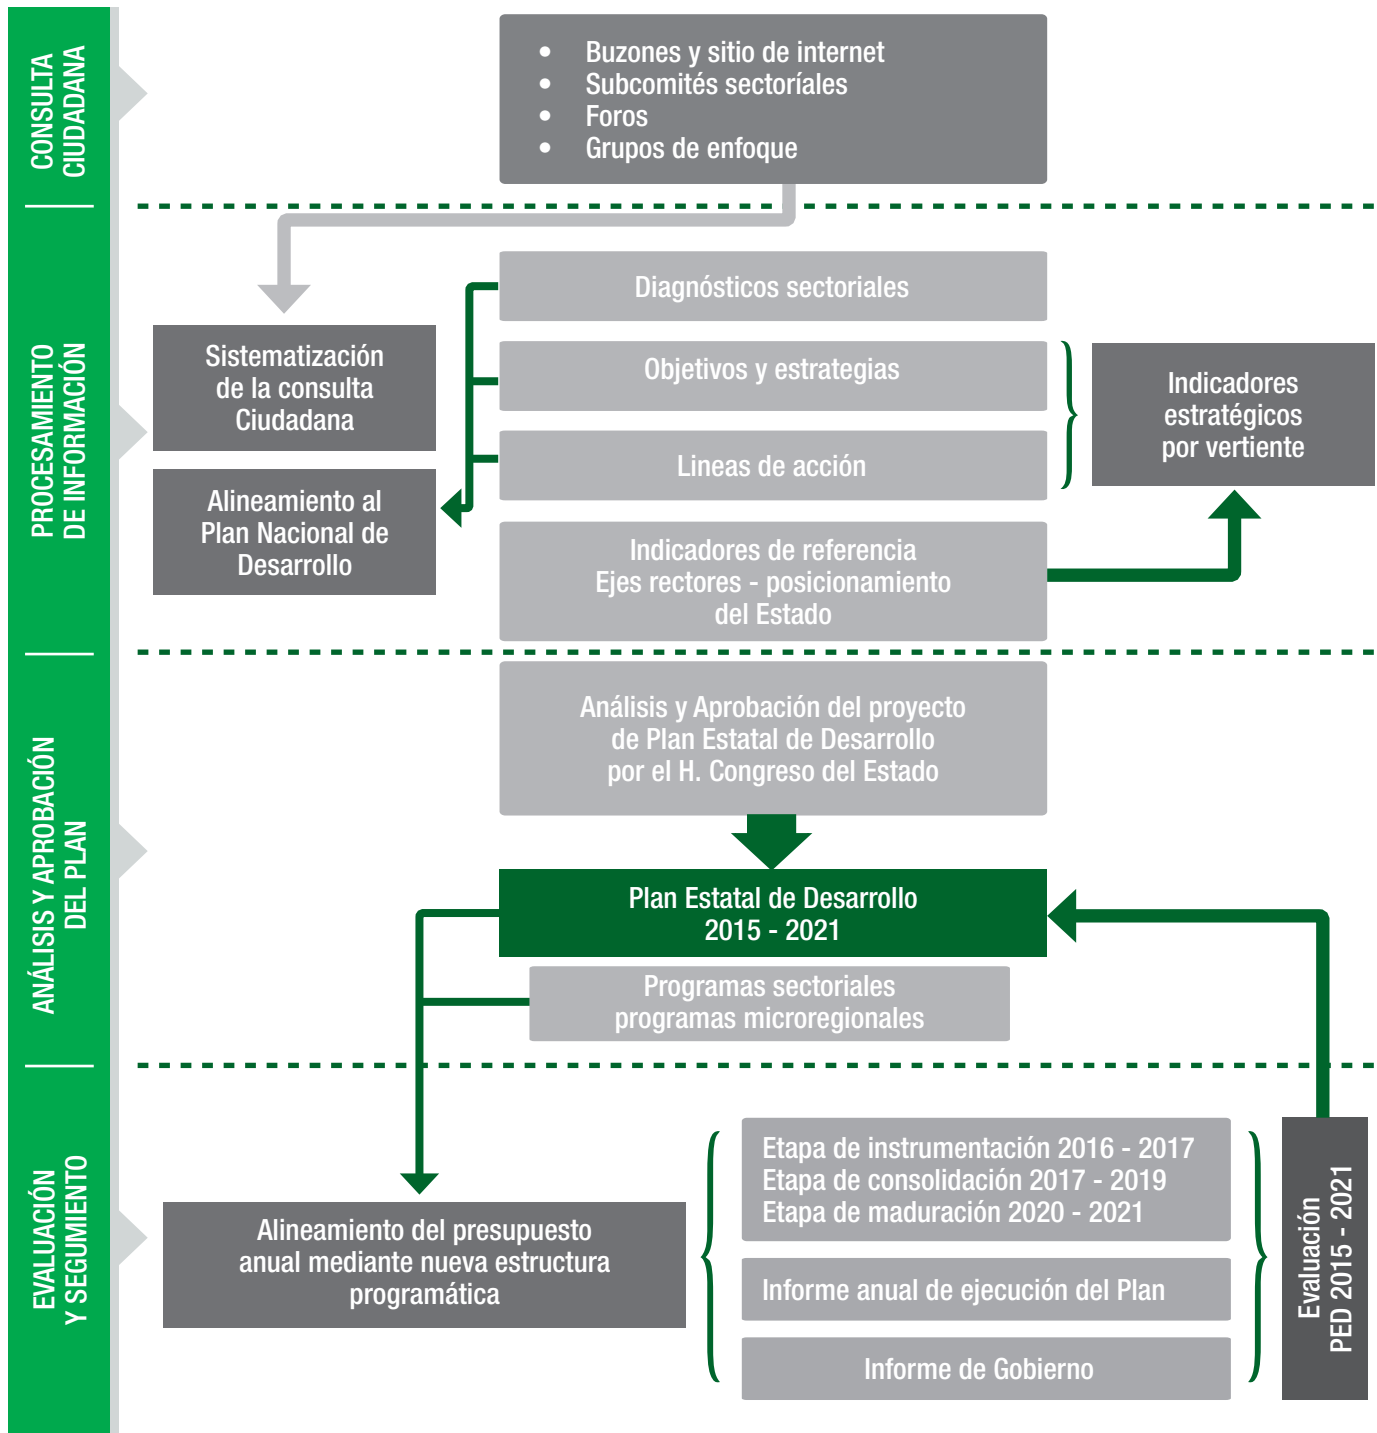 CONSULTA
CIUDADANA
• Buzones y sitio de internet
• Subcomités sectoríales
• Foros
• Grupos de enfoque
PROCESAMIENTO
DE INFORMACIÓN
Sistematización
de la consulta
Ciudadana
Alineamiento al
Plan Nacional de
Desarrollo
Diagnósticos sectoriales
Objetivos y estrategias
Lineas de acción
Indicadores de referencia
Ejes rectores - posicionamiento
del Estado
Indicadores
estratégicos
por vertiente
ANÁLISIS Y APROBACIÓN
DEL PLAN
Análisis y Aprobación del proyecto
de Plan Estatal de Desarrollo
por el H. Congreso del Estado
Plan Estatal de Desarrollo
2015 - 2021
Programas sectoriales
programas microregionales
EVALUACIÓN
Y SEGUMIENTO
Alineamiento del presupuesto
anual mediante nueva estructura
programática
Etapa de instrumentación 2016 - 2017
Etapa de consolidación 2017 - 2019
Etapa de maduración 2020 - 2021
Informe anual de ejecución del Plan
Informe de Gobierno
Evaluación
PED 2015 - 2021